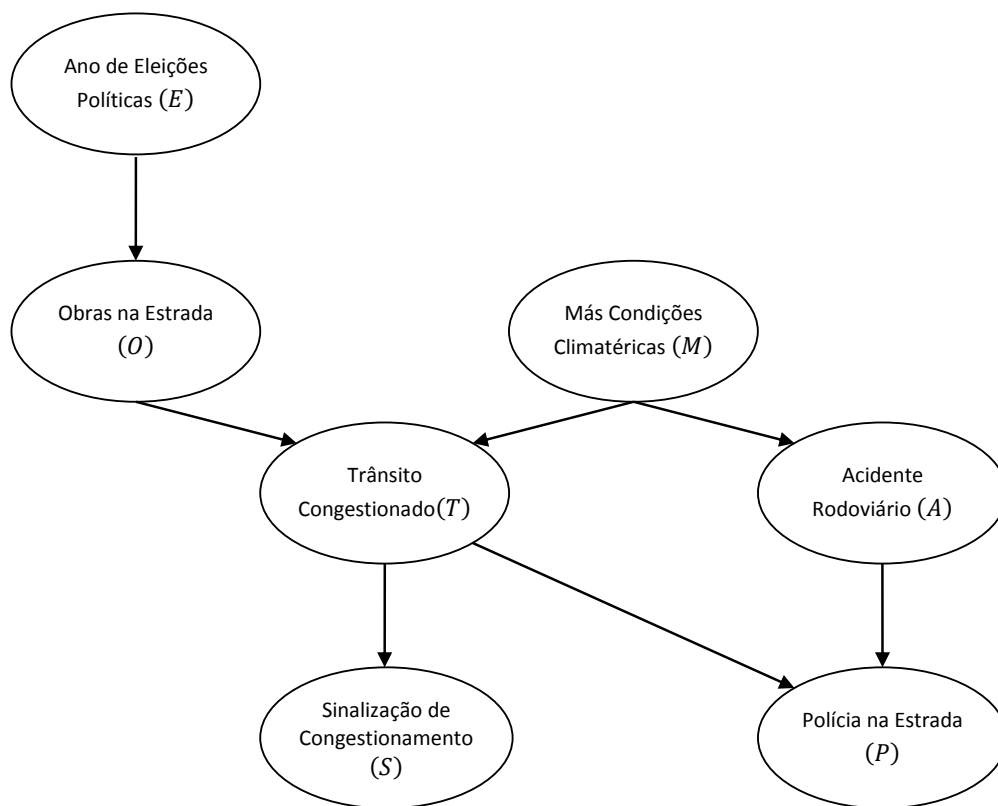 Ano de Eleições
Políticas (E)
Obras na Estrada
(O)
Más Condições
Climatéricas (M)
Trânsito
Congestionado(T)
Acidente
Rodoviário (A)
Sinalização de
Congestionamento
(S)
Polícia na Estrada
(P)